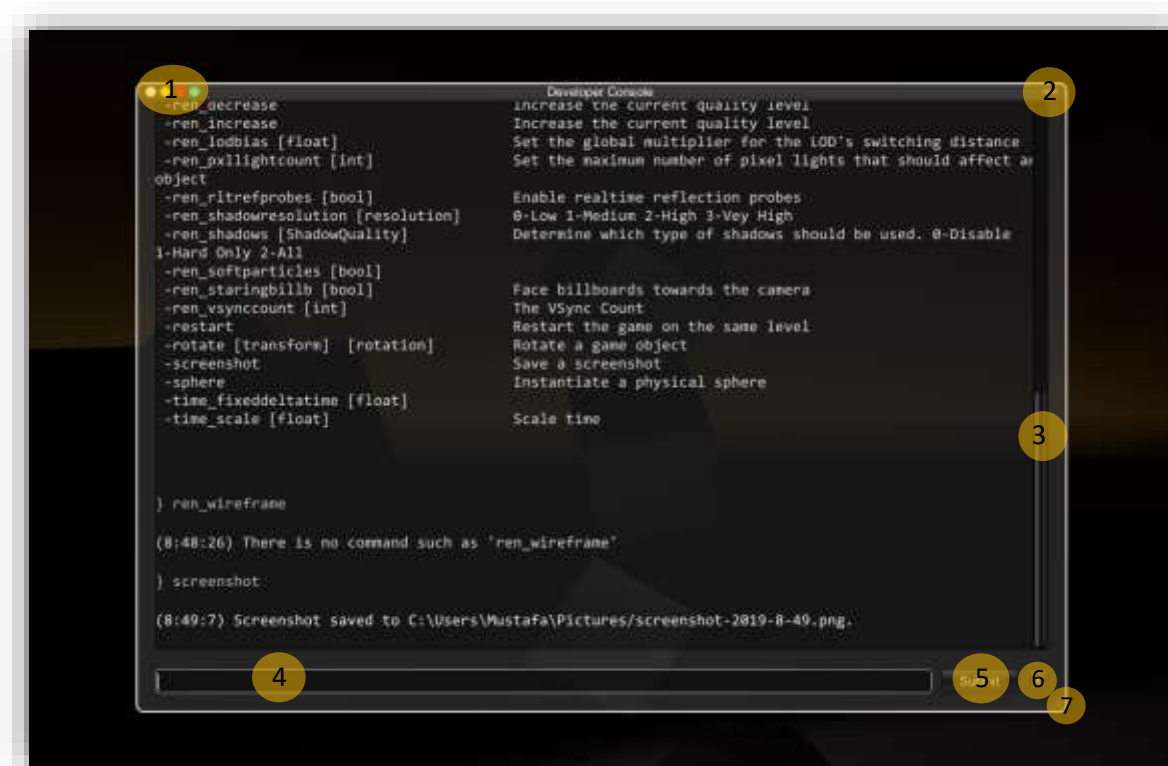 1
Developer Console
2
-ren_decrease Increase the current quality level
-ren_increase Increase the current quality level
-ren_lodbias [float] Set the global multiplier for the LOD's switching distance
-ren_pxllightcount [int] Set the maximum number of pixel lights that should affect an
object
-ren_rltrefprobes [bool] Enable realtime reflection probes
-ren_shadowresolution [resolution] 0-Low 1-Medium 2-High 3-Vey High
-ren_shadows [ShadowQuality] Determine which type of shadows should be used. 0-Disable
1-Hard Only 2-All
-ren_softparticles [bool]
-ren_staringbillb [bool] Face billboards towards the camera
-ren_vsynccount [int] The VSync Count
-restart Restart the game on the same level
-rotate [transform] [rotation] Rotate a game object
-screenshot Save a screenshot
-sphere Instantiate a physical sphere
-time_fixeddeltatime [float]
-time_scale [float] Scale time
3
} ren_wireframe
(8:48:26) There is no command such as 'ren_wireframe'
} screenshot
(8:49:7) Screenshot saved to C:\Users\Mustafa\Pictures/screenshot-2019-8-49.png.
4
Submit
5
6
7